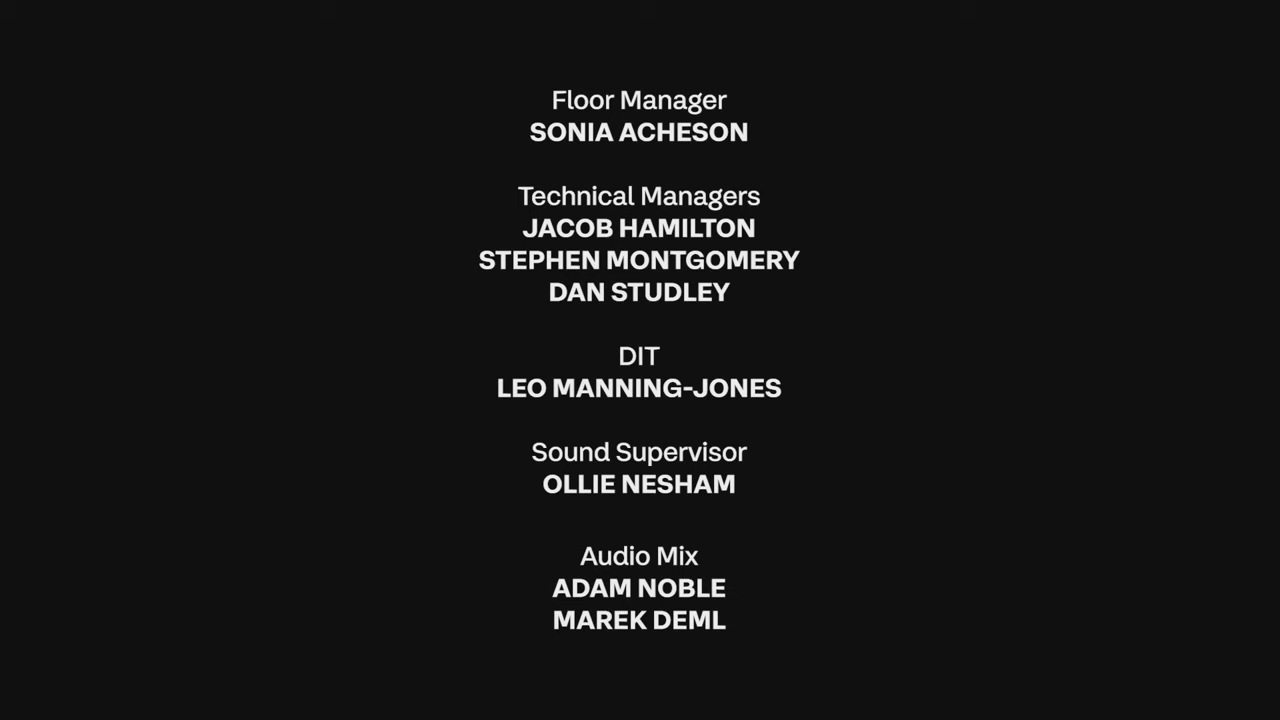 Floor Manager
SONIA ACHESON
Technical Managers
JACOB HAMILTON
STEPHEN MONTGOMERY
DAN STUDLEY
DIT
LEO MANNING-JONES
Sound Supervisor
OLLIE NESHAM
Audio Mix
ADAM NOBLE
MAREK DEML